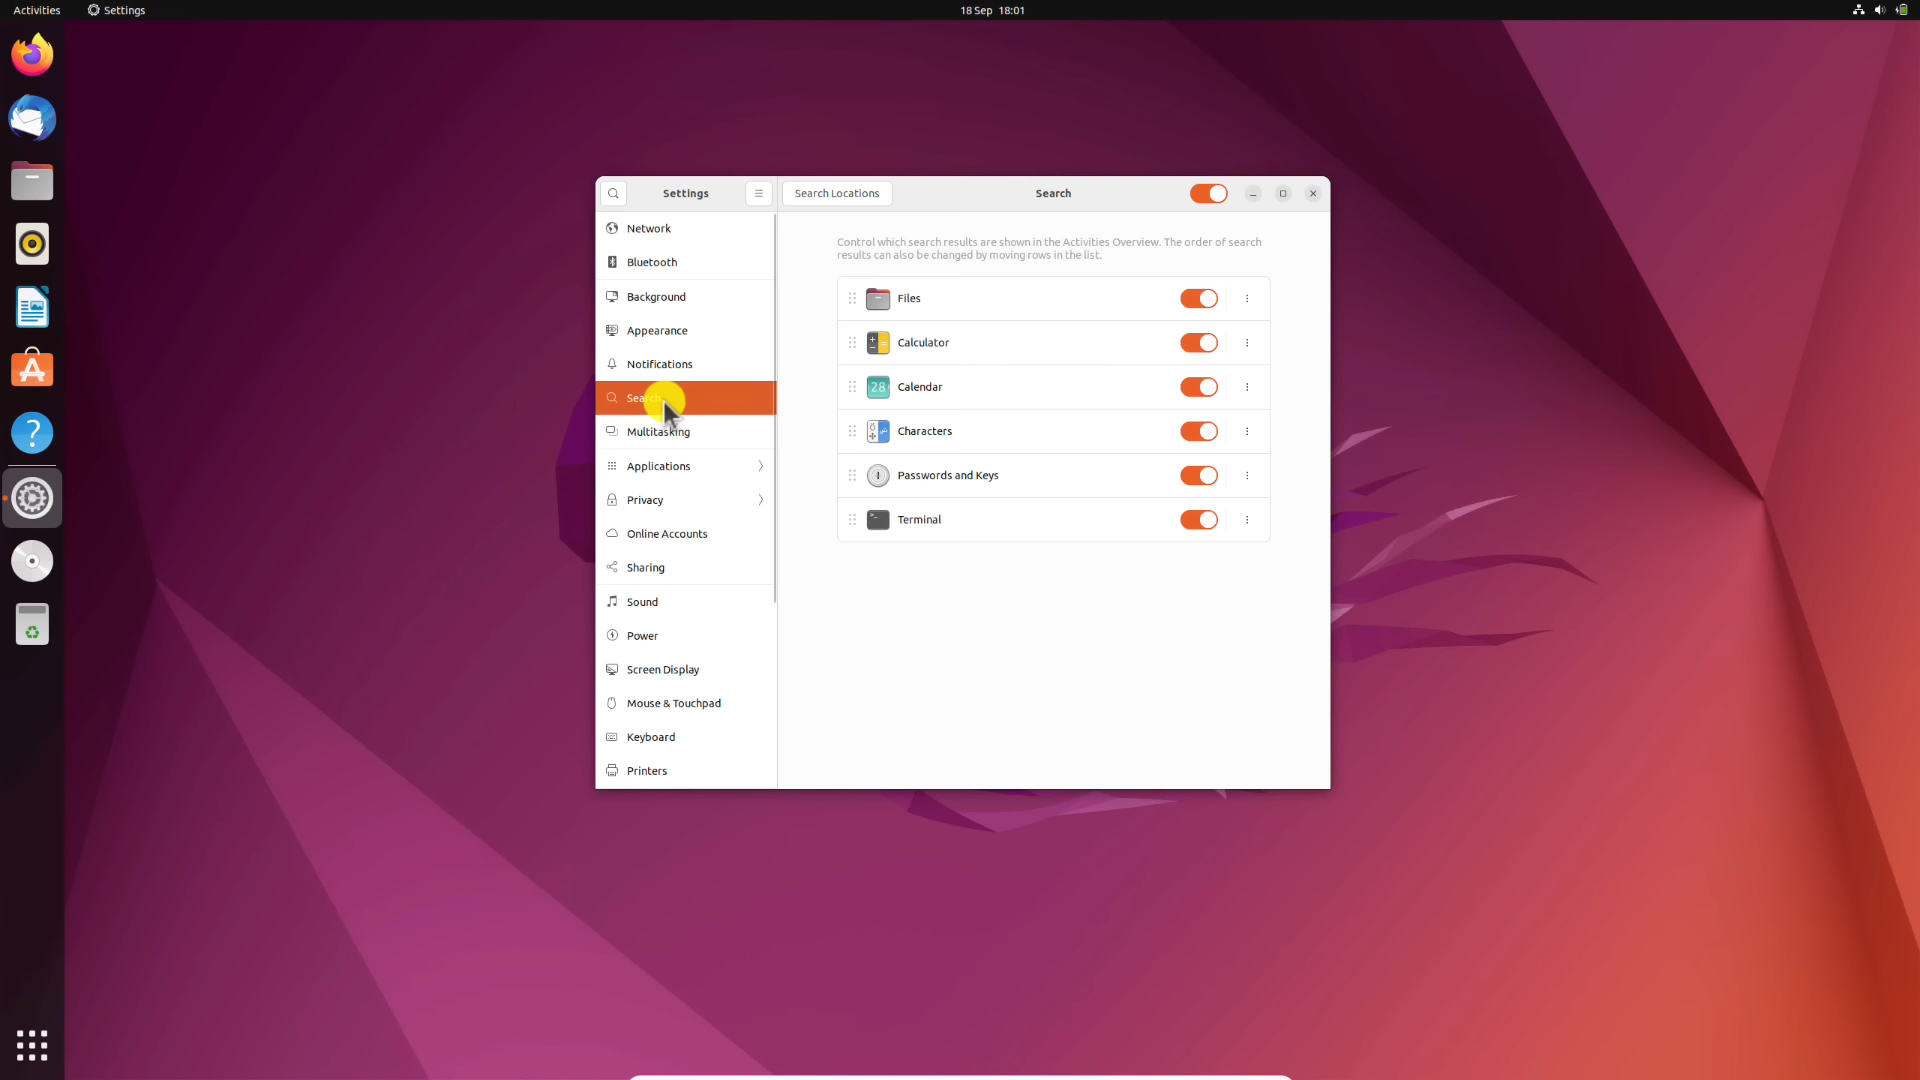 Activities
Settings
18 Sep 18:01
Settings
Search Locations
Search
Network
Bluetooth
Background
Appearance
Notifications
Search
Multitasking
Applications
Privacy
Online Accounts
Sharing
Sound
Power
Screen Display
Mouse & Touchpad
Keyboard
Printers
Control which search results are shown in the Activities Overview. The order of search
results can also be changed by moving rows in the list.
Files
Calculator
28
Calendar
Characters
Passwords and Keys
Terminal